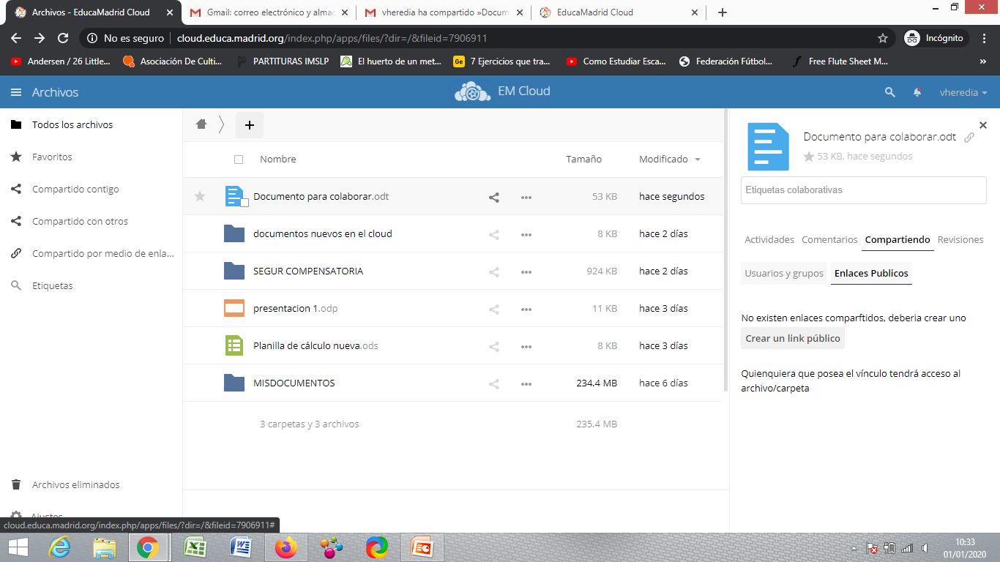 Archivos - EducaMadrid Cloud
Gmail: correo electrónico y almac
vheredia ha compartido »Docum
EducaMadrid Cloud
No es seguro
cloud.educa.madrid.org/index.php/apps/files/?dir=/&fileid=7906911
Incógnito
Andersen / 26 Little...
Asociación De Culti...
PARTITURAS IMSLP
El huerto de un met...
Ge
7 Ejercicios que tra...
Como Estudiar Esca...
Federación Fútbol...
Free Flute Sheet M...
»
Archivos
EM Cloud
vheredia
Todos los archivos
Favoritos
Compartido contigo
Compartido con otros
Compartido por medio de enla...
Etiquetas
Archivos eliminados
Ajustes
cloud.educa.madrid.org/index.php/apps/files/?dir=/&fileid=7906911#
Nombre Tamaño Modificado
Documento para colaborar.odt 53 KB hace segundos
documentos nuevos en el cloud 8 KB hace 2 días
SEGUR COMPENSATORIA 924 KB hace 2 días
presentacion 1.odp 11 KB hace 3 días
Planilla de cálculo nueva.ods 8 KB hace 3 días
MISDOCUMENTOS 234.4 MB hace 6 días
3 carpetas y 3 archivos 235.4 MB
Documento para colaborar.odt
53 KB, hace segundos
Etiquetas colaborativas
Actividades Comentarios Compartiendo Revisiones
Usuarios y grupos Enlaces Publicos
No existen enlaces comparftidos, deberia crear uno
Crear un link público
Quienquiera que posea el vínculo tendrá acceso al
archivo/carpeta
10:33
01/01/2020